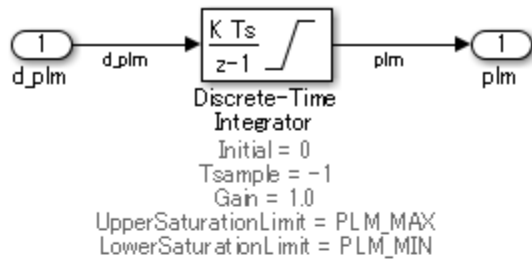 1
d_plm
d_plm
K Ts
z-1
plm
1
plm
Discrete-Time
Integrator
Initial = 0
Tsample = -1
Gain = 1.0
UpperSaturationLimit = PLM_MAX
LowerSaturationLimit = PLM_MIN